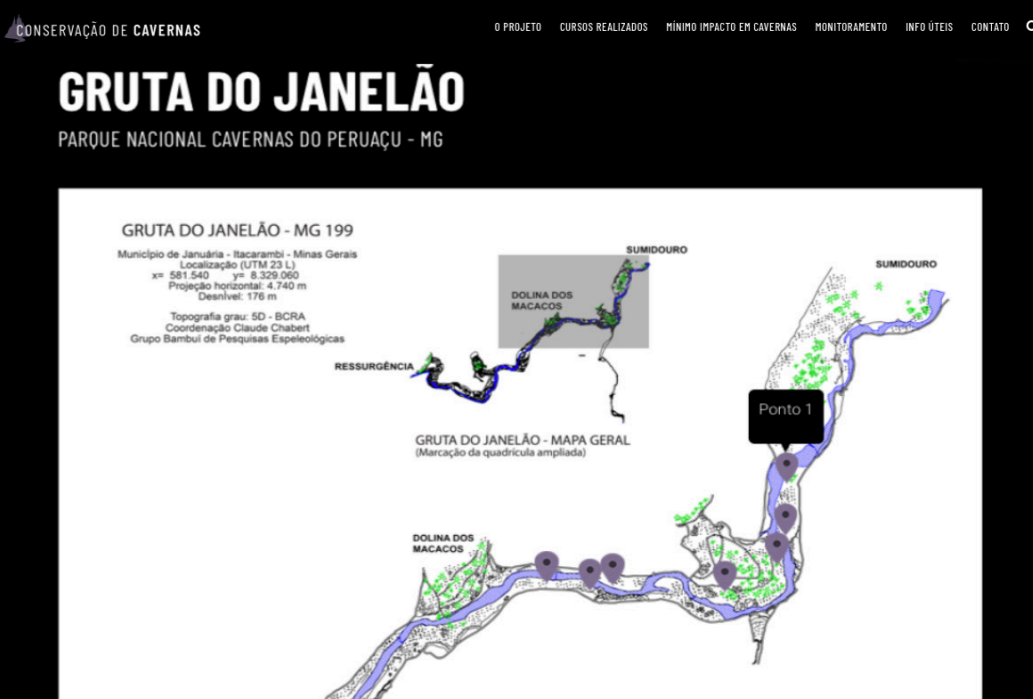 CONSERVAÇÃO DE CAVERNAS
O PROJETO CURSOS REALIZADOS MÍNIMO IMPACTO EM CAVERNAS MONITORAMENTO INFO ÚTEIS CONTATO
GRUTA DO JANELÃO
PARQUE NACIONAL CAVERNAS DO PERUAÇU - MG
GRUTA DO JANELÃO - MG 199
Município de Januária - Itacarambi - Minas Gerais
Localização (UTM 23 L)
x= 581.540 y= 8.329.060
Projeção horizontal: 4.740 m
Desnível: 176 m
Topografia grau: 5D - BCRA
Coordenação Claude Chabert
Grupo Bambuí de Pesquisas Espeleológicas
SUMIDOURO
DOLINA DOS
MACACOS
RESSURGÊNCIA
GRUTA DO JANELÃO - MAPA GERAL
(Marcação da quadrícula ampliada)
SUMIDOURO
Ponto 1
DOLINA DOS
MACACOS